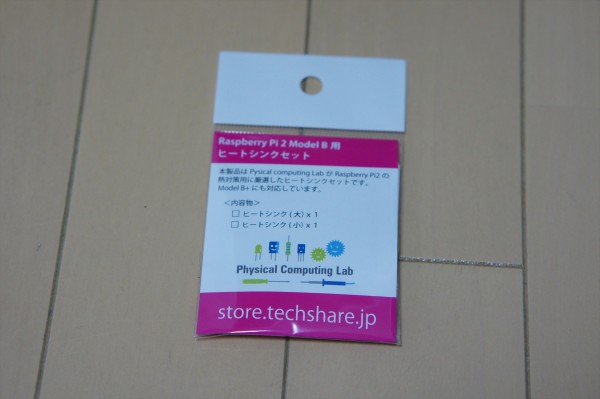 Raspberry Pi 2 Model B 用
ヒートシンクセット
本製品は Pysical computing Lab が Raspberry Pi2 の
熱対策用に厳選したヒートシンクセットです。
Model B+ にも対応しています。
＜内容物＞
□ ヒートシンク ( 大 ) x 1
□ ヒートシンク ( 小 ) x 1
Physical Computing Lab
store.techshare.jp